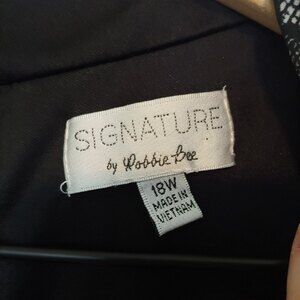 SIGNATURE
by Robbie Bee
18W
MADE IN
VIETNAM